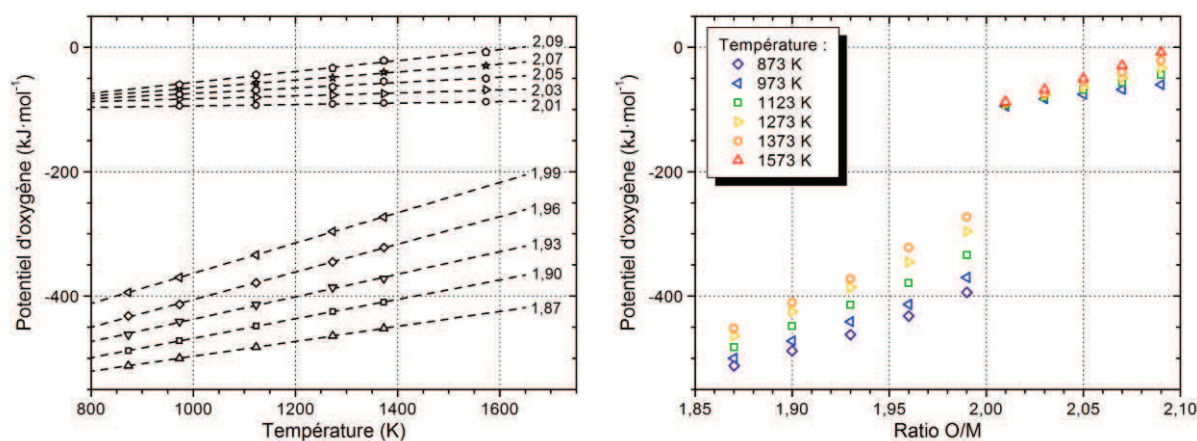 0
-200
-400
Potentiel d'oxygène (kJ·mol⁻¹)
800
1000
1200
1400
1600
Température (K)
2,09
2,07
2,05
2,03
2,01
1,99
1,96
1,93
1,90
1,87
0
-200
-400
Potentiel d'oxygène (kJ·mol⁻¹)
Température :
873 K
973 K
1123 K
1273 K
1373 K
1573 K
1,85
1,90
1,95
2,00
2,05
2,10
Ratio O/M